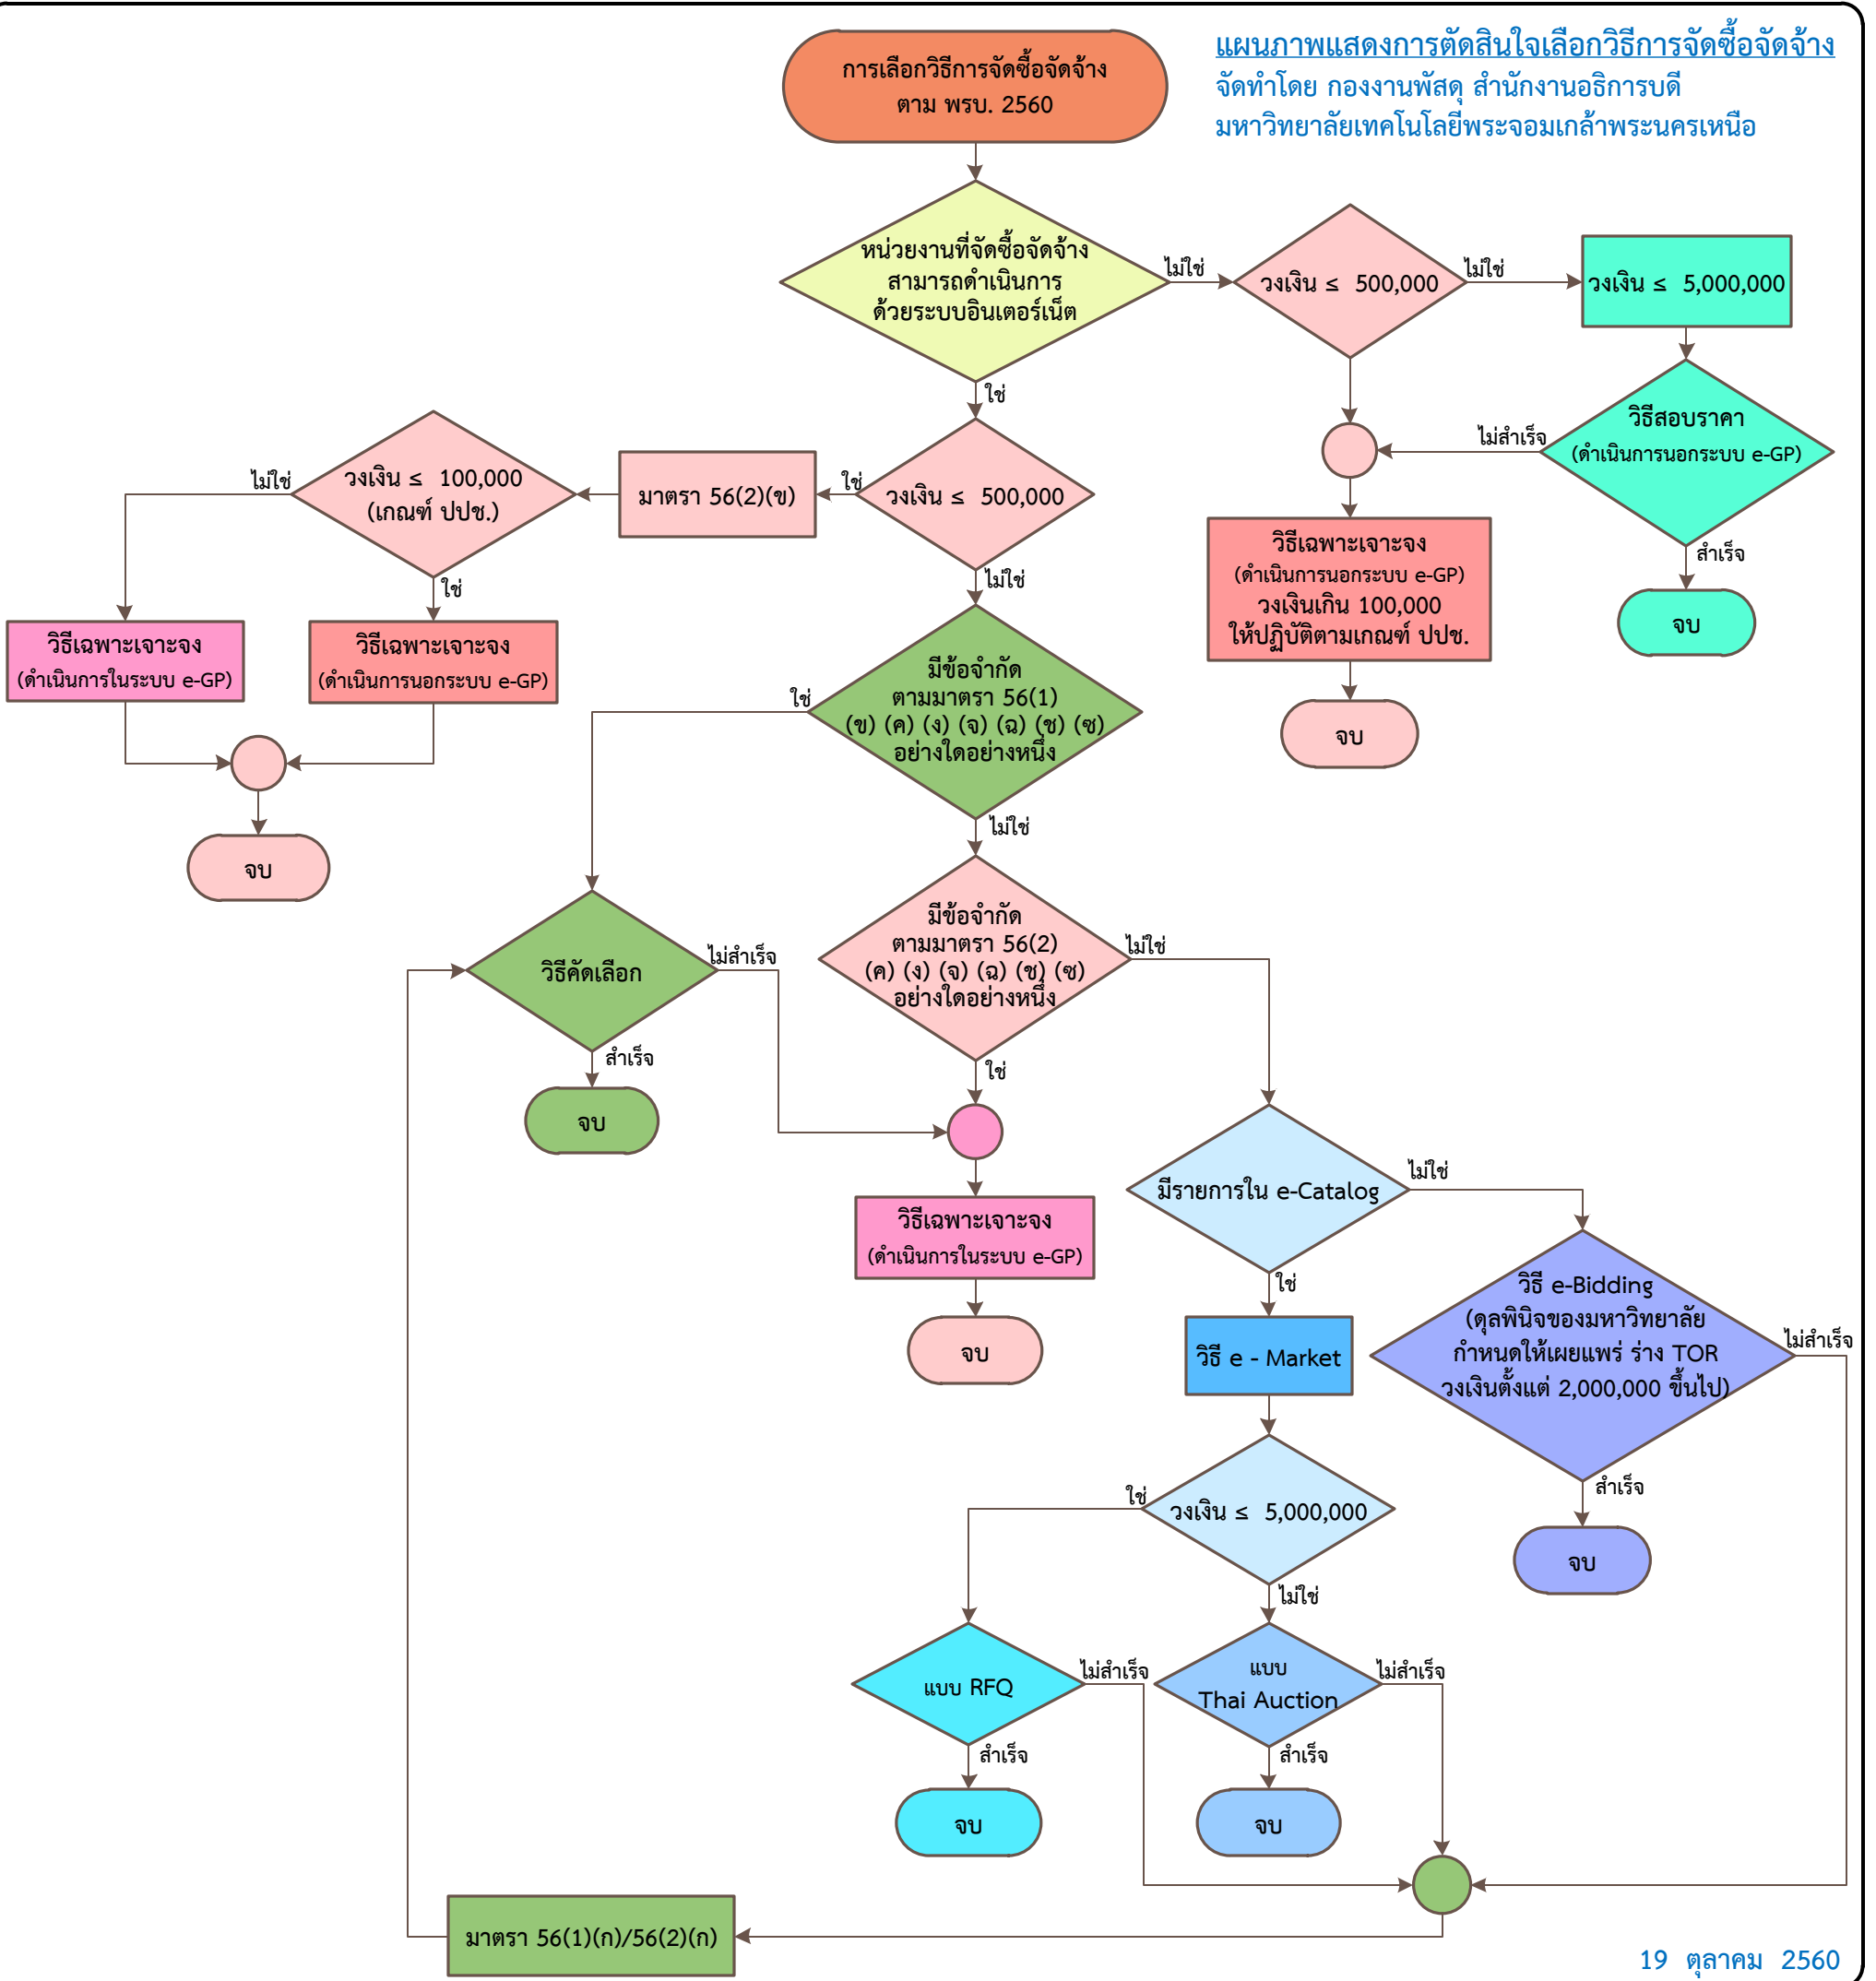 แผนภาพแสดงการตัดสินใจเลือกวิธีการจัดซื้อจัดจ้าง
จัดทำโดย กองงานพัสดุ สำนักงานอธิการบดี
มหาวิทยาลัยเทคโนโลยีพระจอมเกล้าพระนครเหนือ
การเลือกวิธีการจัดซื้อจัดจ้าง
ตาม พรบ. 2560
หน่วยงานที่จัดซื้อจัดจ้าง
สามารถดำเนินการ
ด้วยระบบอินเตอร์เน็ต
ไม่ใช่
วงเงิน ≤ 500,000
ไม่ใช่
วงเงิน ≤ 5,000,000
วิธีสอบราคา
(ดำเนินการนอกระบบ e-GP)
ไม่สำเร็จ
สำเร็จ
จบ
วิธีเฉพาะเจาะจง
(ดำเนินการนอกระบบ e-GP)
วงเงินเกิน 100,000
ให้ปฏิบัติตามเกณฑ์ ปปช.
จบ
ใช่
วงเงิน ≤ 500,000
ใช่
มาตรา 56(2)(ข)
วงเงิน ≤ 100,000
(เกณฑ์ ปปช.)
ไม่ใช่
ใช่
วิธีเฉพาะเจาะจง
(ดำเนินการในระบบ e-GP)
วิธีเฉพาะเจาะจง
(ดำเนินการนอกระบบ e-GP)
จบ
ไม่ใช่
มีข้อจำกัด
ตามมาตรา 56(1)
(ข) (ค) (ง) (จ) (ฉ) (ช) (ซ)
อย่างใดอย่างหนึ่ง
ใช่
ไม่ใช่
วิธีคัดเลือก
ไม่สำเร็จ
สำเร็จ
จบ
มีข้อจำกัด
ตามมาตรา 56(2)
(ค) (ง) (จ) (ฉ) (ช) (ซ)
อย่างใดอย่างหนึ่ง
ไม่ใช่
ใช่
วิธีเฉพาะเจาะจง
(ดำเนินการในระบบ e-GP)
จบ
มีรายการใน e-Catalog
ไม่ใช่
ใช่
วิธี e-Bidding
(ดุลพินิจของมหาวิทยาลัย
กำหนดให้เผยแพร่ ร่าง TOR
วงเงินตั้งแต่ 2,000,000 ขึ้นไป)
ไม่สำเร็จ
สำเร็จ
จบ
วิธี e - Market
วงเงิน ≤ 5,000,000
ใช่
ไม่ใช่
แบบ RFQ
ไม่สำเร็จ
สำเร็จ
จบ
แบบ
Thai Auction
ไม่สำเร็จ
สำเร็จ
จบ
มาตรา 56(1)(ก)/56(2)(ก)
19 ตุลาคม 2560